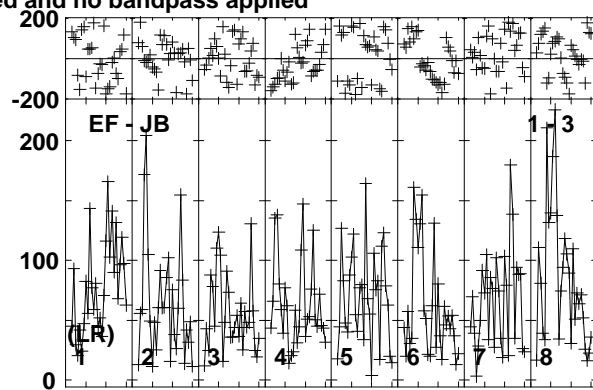 ed and no bandpass applied
200
-200
EF - JB 1 - 3
200
100
(LR)
1 2 3 4 5 6 7 8
0